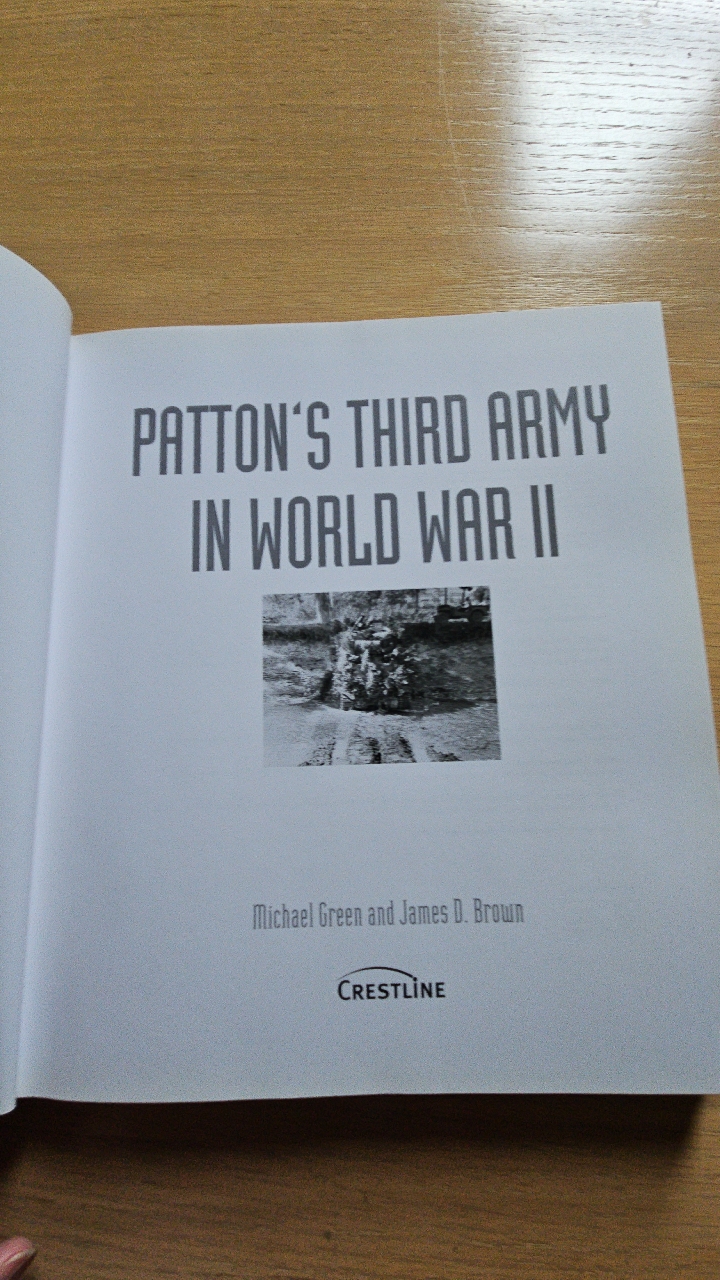 PATTON‘S THIRD ARMY
IN WORLD WAR II
Michael Green and James D. Brown
CRESTLINE